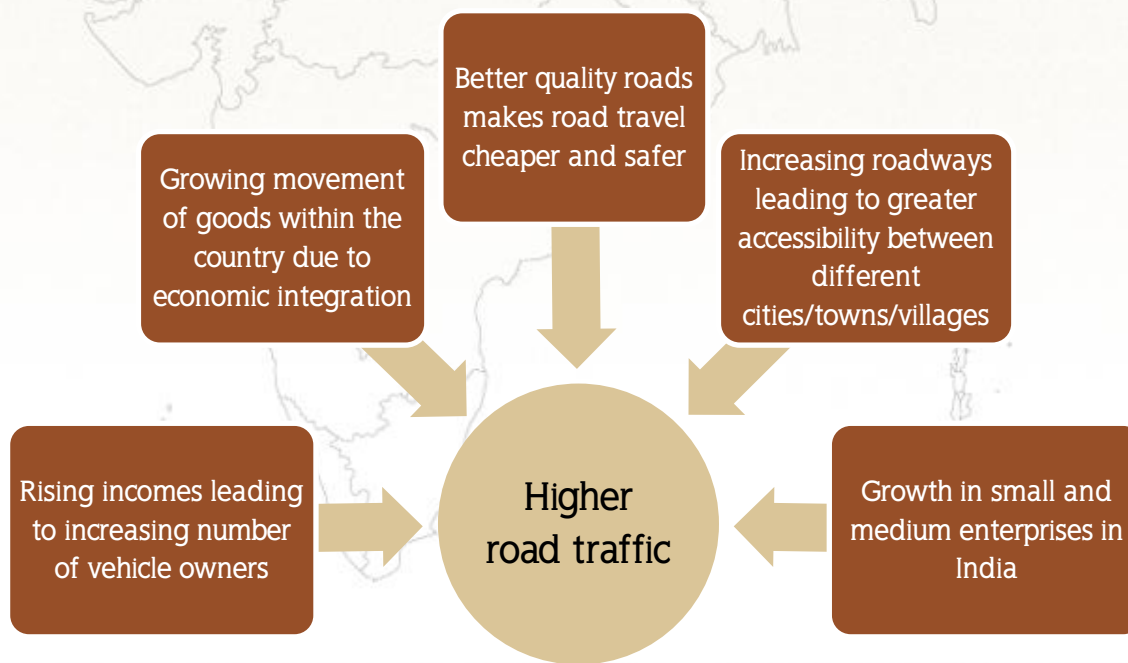 Better quality roads
makes road travel
cheaper and safer
Growing movement
of goods within the
country due to
economic integration
Increasing roadways
leading to greater
accessibility between
different
cities/towns/villages
Rising incomes leading
to increasing number
of vehicle owners
Higher
road traffic
Growth in small and
medium enterprises in
India